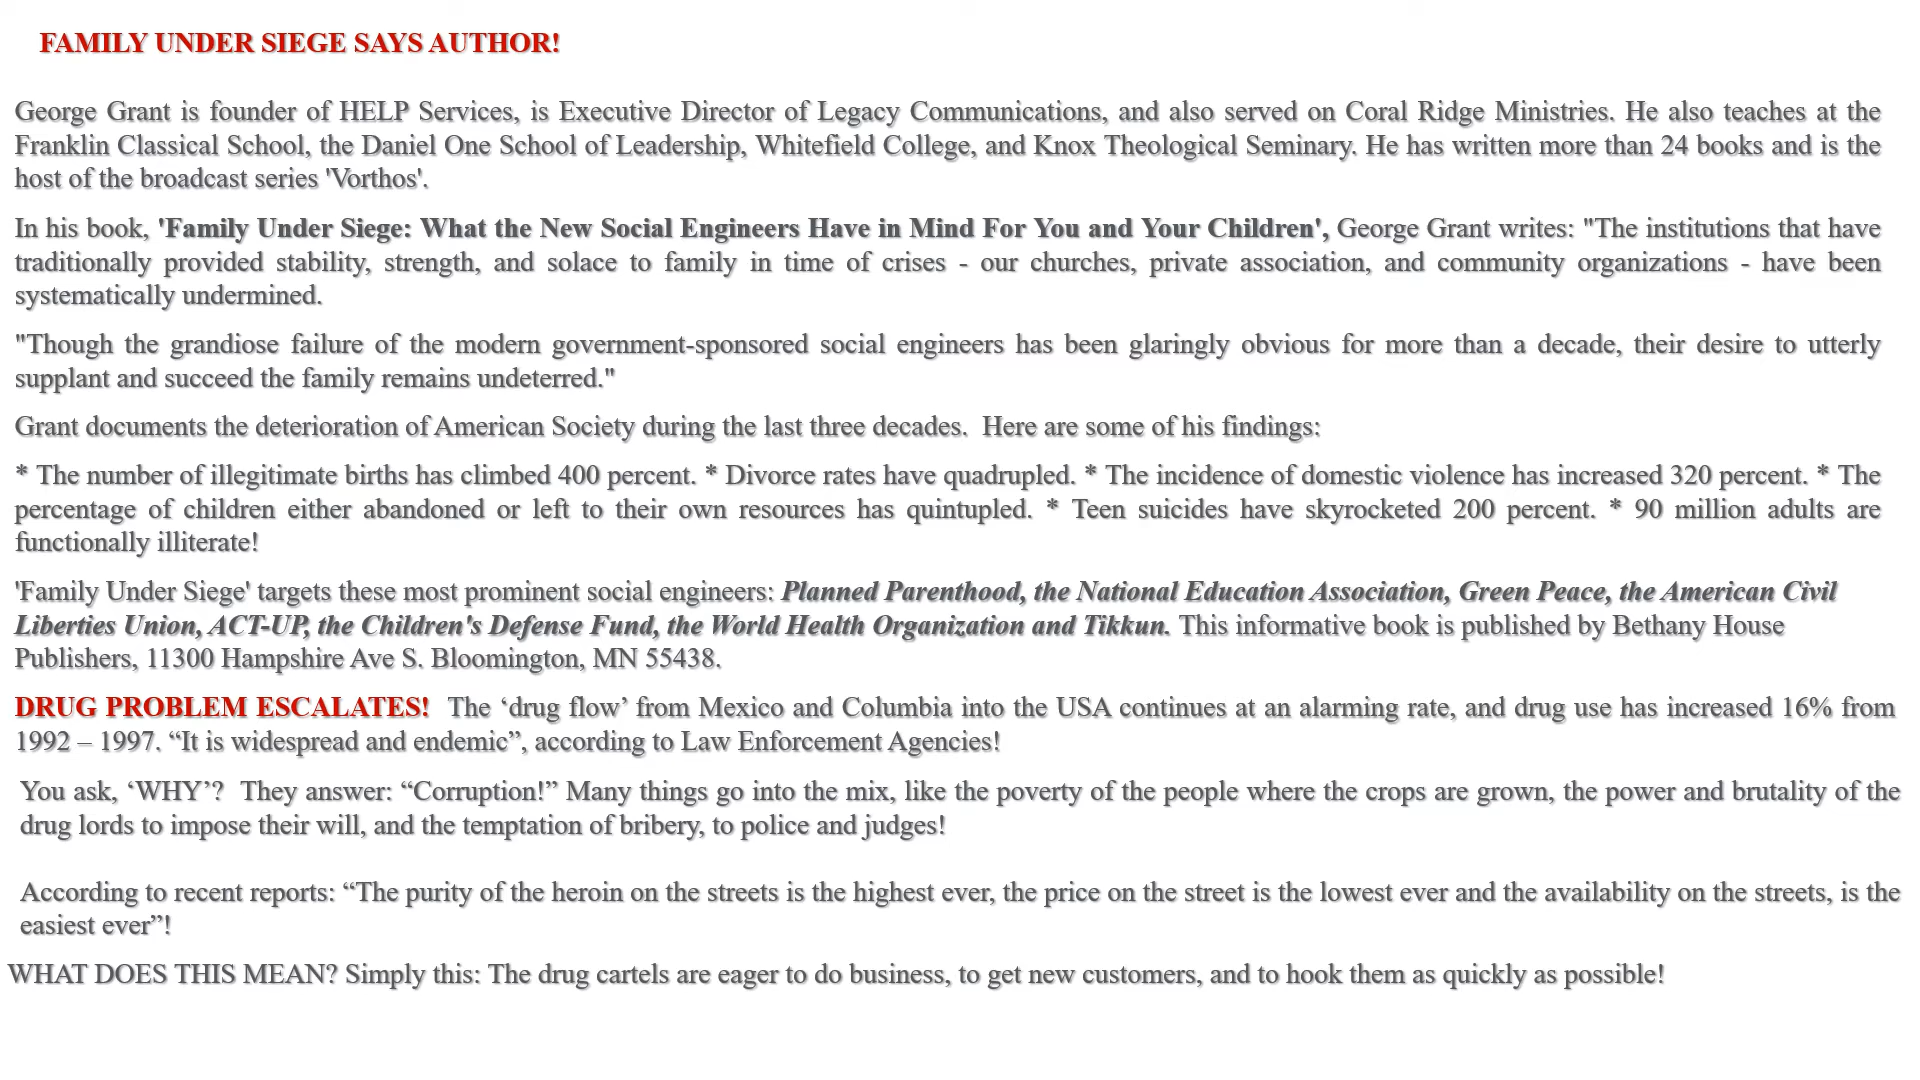 FAMILY UNDER SIEGE SAYS AUTHOR!
George Grant is founder of HELP Services, is Executive Director of Legacy Communications, and also served on Coral Ridge Ministries. He also teaches at the
Franklin Classical School, the Daniel One School of Leadership, Whitefield College, and Knox Theological Seminary. He has written more than 24 books and is the
host of the broadcast series 'Vorthos'.
In his book, 'Family Under Siege: What the New Social Engineers Have in Mind For You and Your Children', George Grant writes: "The institutions that have
traditionally provided stability, strength, and solace to family in time of crises - our churches, private association, and community organizations - have been
systematically undermined.
"Though the grandiose failure of the modern government-sponsored social engineers has been glaringly obvious for more than a decade, their desire to utterly
supplant and succeed the family remains undeterred."
Grant documents the deterioration of American Society during the last three decades.  Here are some of his findings:
* The number of illegitimate births has climbed 400 percent. * Divorce rates have quadrupled. * The incidence of domestic violence has increased 320 percent. * The
percentage of children either abandoned or left to their own resources has quintupled. * Teen suicides have skyrocketed 200 percent. * 90 million adults are
functionally illiterate!
'Family Under Siege' targets these most prominent social engineers: Planned Parenthood, the National Education Association, Green Peace, the American Civil
Liberties Union, ACT-UP, the Children's Defense Fund, the World Health Organization and Tikkun. This informative book is published by Bethany House
Publishers, 11300 Hampshire Ave S. Bloomington, MN 55438.
DRUG PROBLEM ESCALATES!  The ‘drug flow’ from Mexico and Columbia into the USA continues at an alarming rate, and drug use has increased 16% from
1992 – 1997. “It is widespread and endemic”, according to Law Enforcement Agencies!
You ask, ‘WHY’?  They answer: “Corruption!” Many things go into the mix, like the poverty of the people where the crops are grown, the power and brutality of the
drug lords to impose their will, and the temptation of bribery, to police and judges!
According to recent reports: “The purity of the heroin on the streets is the highest ever, the price on the street is the lowest ever and the availability on the streets, is the
easiest ever”!
WHAT DOES THIS MEAN? Simply this: The drug cartels are eager to do business, to get new customers, and to hook them as quickly as possible!